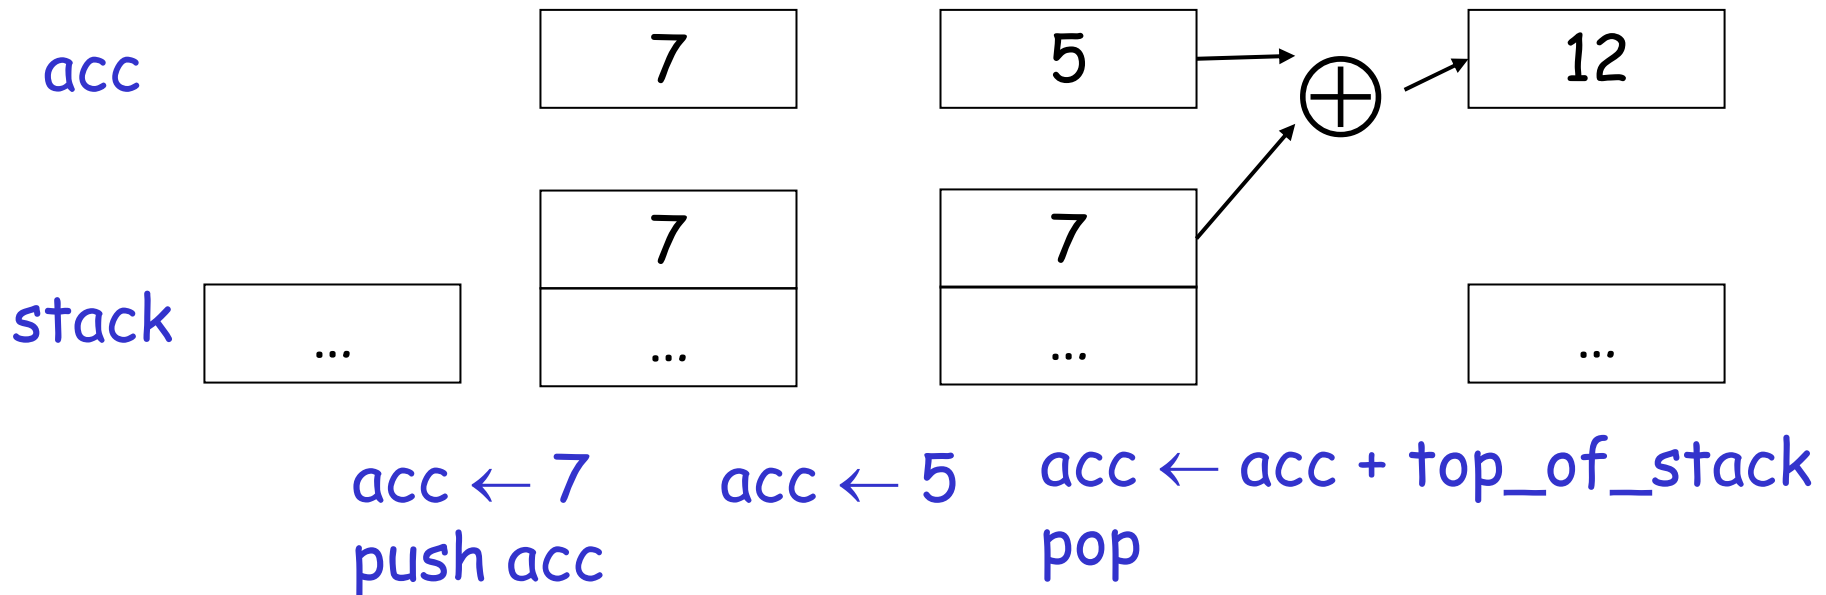 acc 7 5 12
7 7
stack ... ... ... ...
acc ← 7 acc ← 5 acc ← acc + top_of_stack
push acc pop